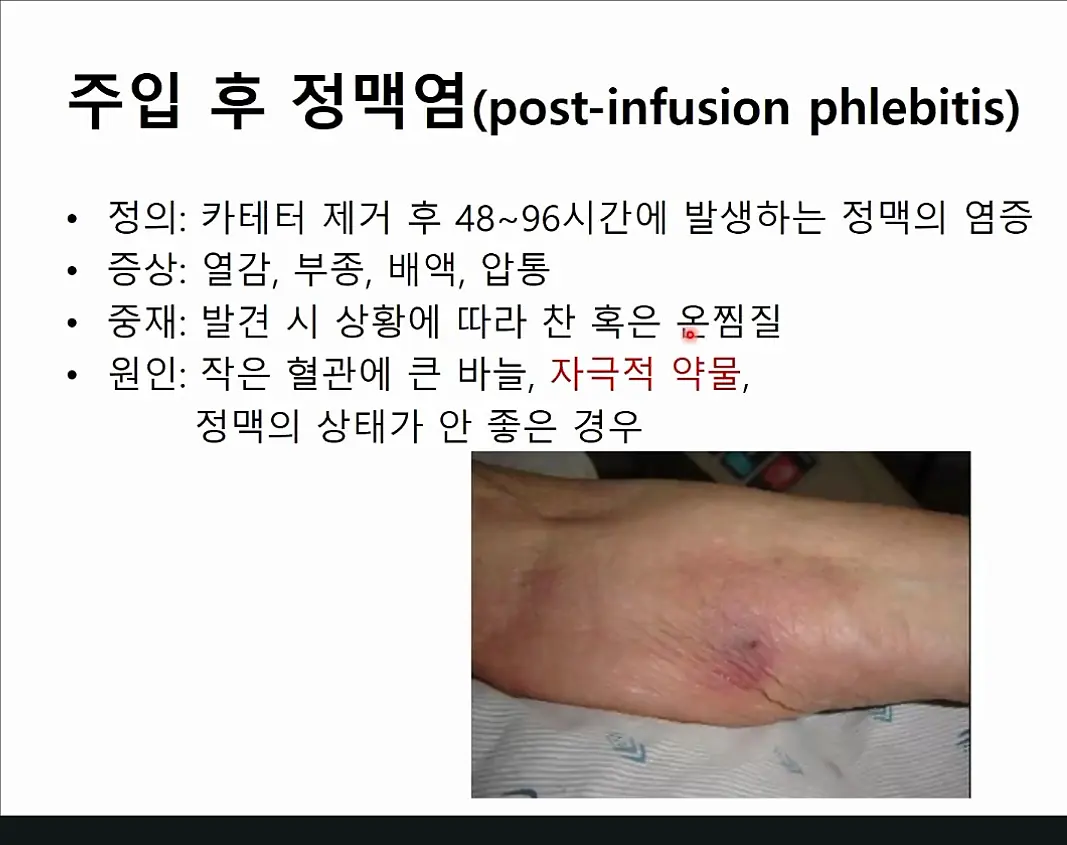 주입 후 정맥염(post-infusion phlebitis)
• 정의: 카테터 제거 후 48~96시간에 발생하는 정맥의 염증
• 증상: 열감, 부종, 배액, 압통
• 중재: 발견 시 상황에 따라 찬 혹은 온찜질
• 원인: 작은 혈관에 큰 바늘, 자극적 약물,
정맥의 상태가 안 좋은 경우